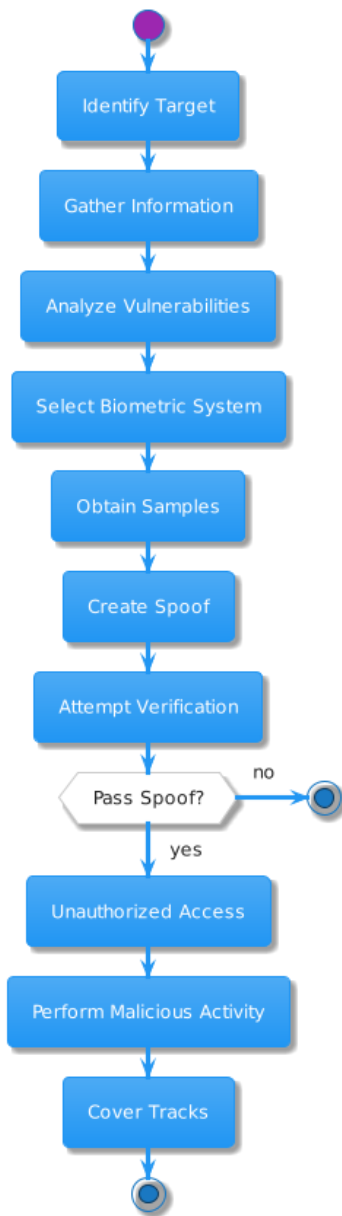 Identify Target
Gather Information
Analyze Vulnerabilities
Select Biometric System
Obtain Samples
Create Spoof
Attempt Verification
Pass Spoof?
no
yes
Unauthorized Access
Perform Malicious Activity
Cover Tracks